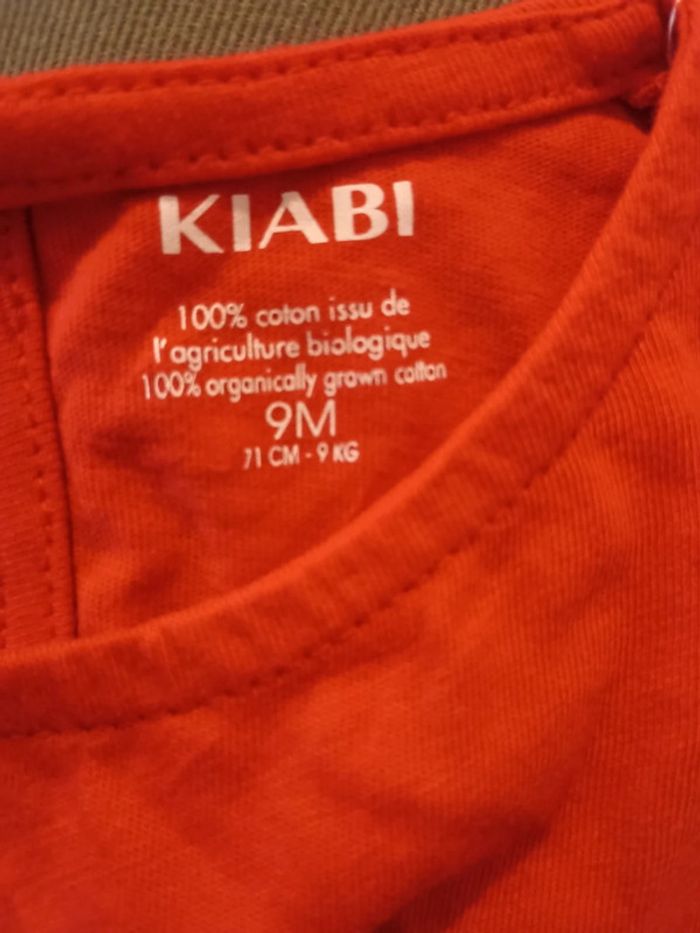 KIABI
100% coton issu de
l'agriculture biologique
100% organically grown cotton
9M
71 CM - 9 KG